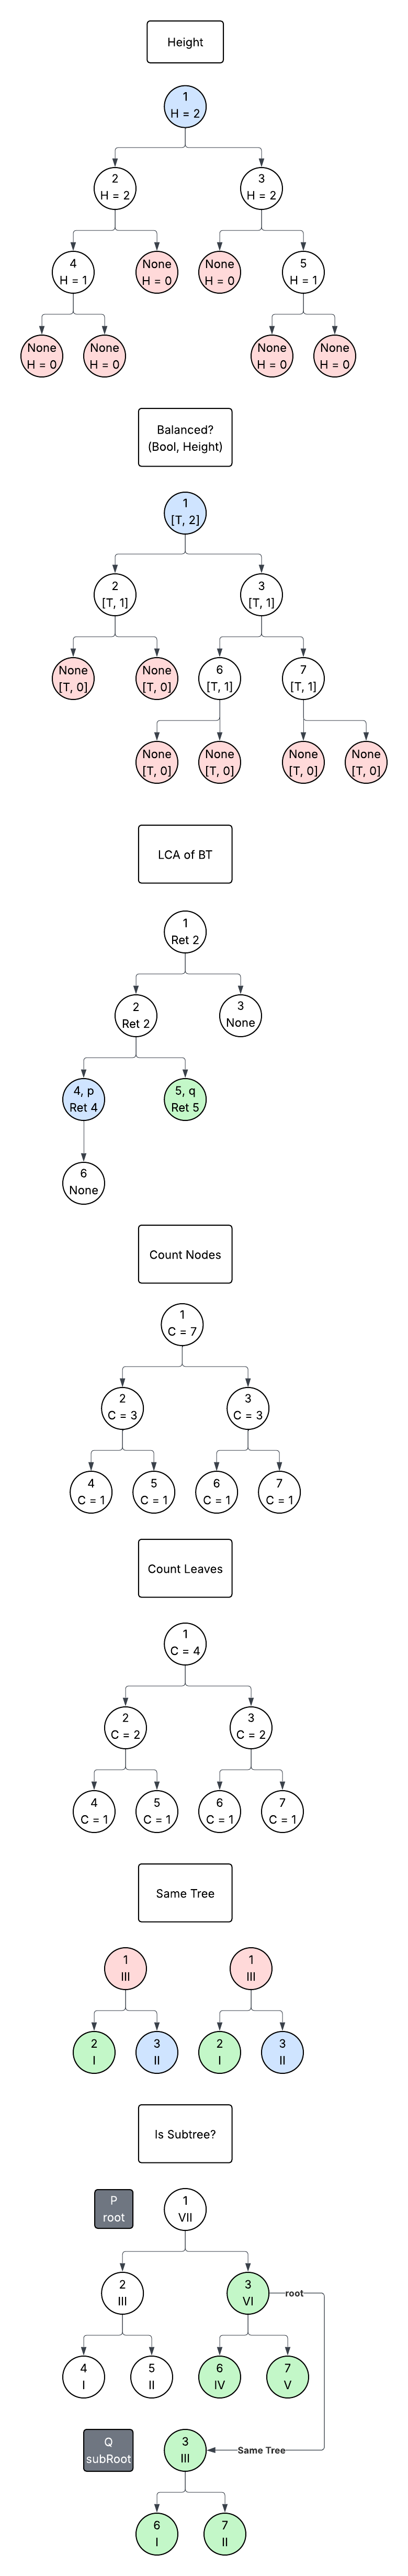 Height
1
H = 2
2
H = 2
3
H = 2
4
H = 1
None
H = 0
None
H = 0
5
H = 1
None
H = 0
None
H = 0
None
H = 0
None
H = 0
Balanced?
(Bool, Height)
1
[T, 2]
2
[T, 1]
3
[T, 1]
None
[T, 0]
None
[T, 0]
6
[T, 1]
7
[T, 1]
None
[T, 0]
None
[T, 0]
None
[T, 0]
None
[T, 0]
LCA of BT
1
Ret 2
2
Ret 2
3
None
4, p
Ret 4
5, q
Ret 5
6
None
Count Nodes
1
C = 7
2
C = 3
3
C = 3
4
C = 1
5
C = 1
6
C = 1
7
C = 1
Count Leaves
1
C = 4
2
C = 2
3
C = 2
4
C = 1
5
C = 1
6
C = 1
7
C = 1
Same Tree
1
III
1
III
2
I
3
II
2
I
3
II
Is Subtree?
P
root
1
VII
2
III
3
VI
root
4
I
5
II
6
IV
7
V
Q
subRoot
3
III
Same Tree
6
I
7
II